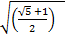 √((√5 +1)/2)